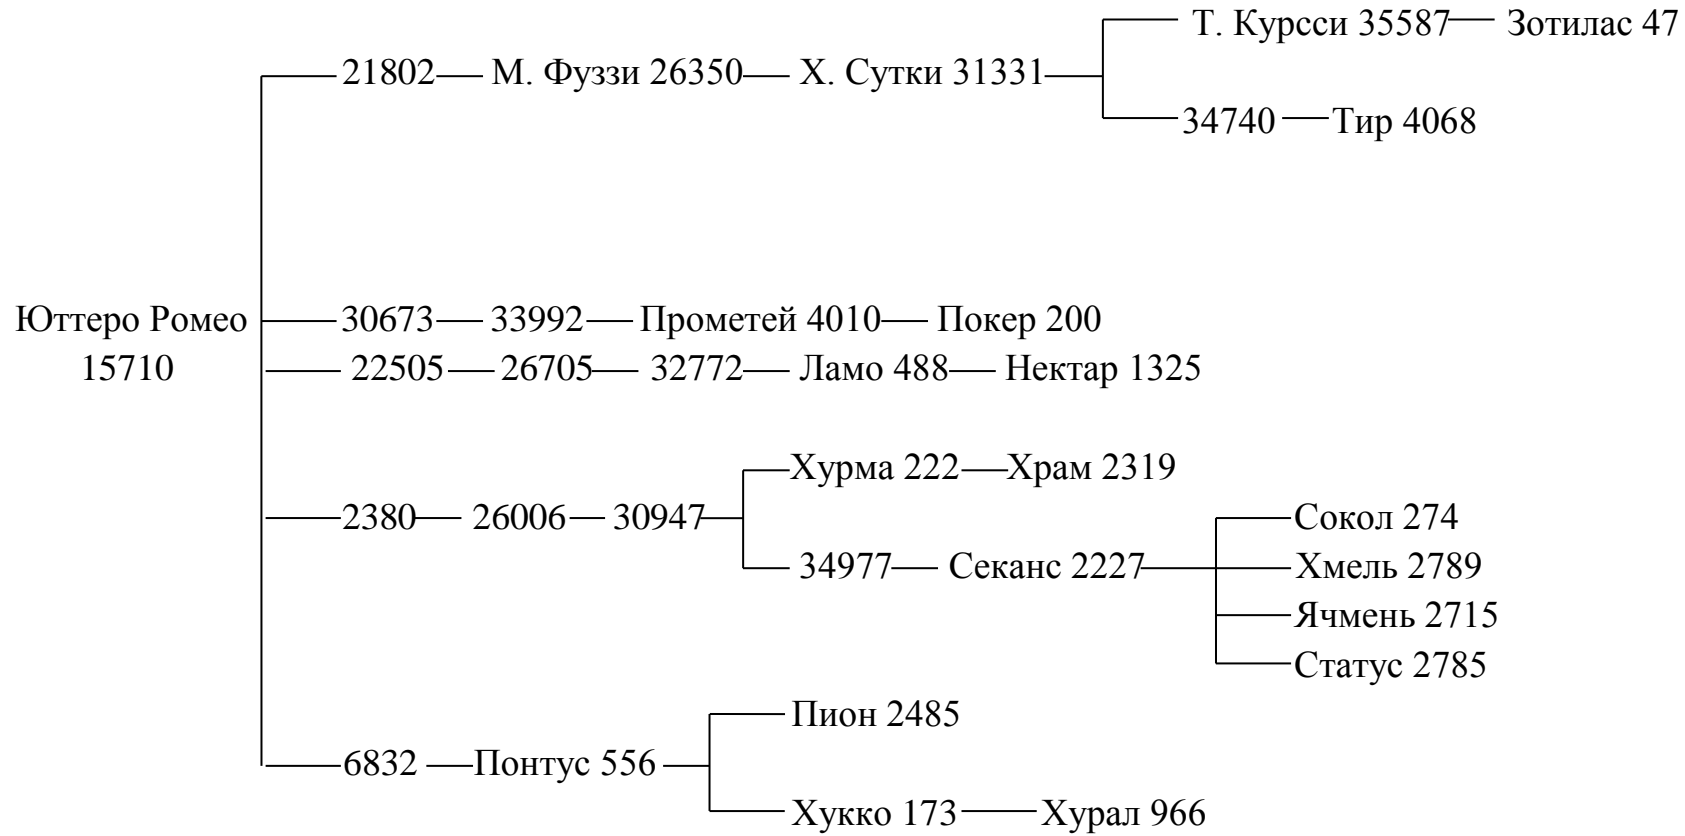 Т. Курсси 35587 Зотилас 47
21802 М. Фуззи 26350 Х. Сутки 31331
34740 Тир 4068
Юттеро Ромео 30673 33992 Прометей 4010 Покер 200
15710 22505 26705 32772 Ламо 488 Нектар 1325
Хурма 222 Храм 2319
2380 26006 30947 Сокол 274
34977 Секанс 2227 Хмель 2789
Ячмень 2715
Статус 2785
Пион 2485
6832 Понтус 556
Хукко 173 Хурал 966